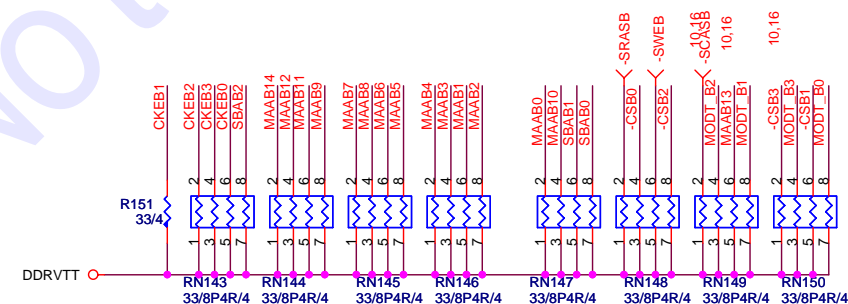 -SRASB
-SWEB
10,16
-SCASB
10,16
10,16
CKEB1
CKEB2
CKEB3
CKEB0
SBAB2
MAAB14
MAAB12
MAAB11
MAAB9
MAAB7
MAAB8
MAAB6
MAAB5
MAAB4
MAAB3
MAAB1
MAAB2
MAAB0
MAAB10
SBAB1
SBAB0
-CSB0
-CSB2
MODT_B2
MAAB13
MODT_B1
-CSB3
MODT_B3
-CSB1
MODT_B0
2 4 6 8 2 4 6 8 2 4 6 8 2 4 6 8 2 4 6 8 2 4 6 8 2 4 6 8 2 4 6 8
R151
33/4
1 3 5 7 1 3 5 7 1 3 5 7 1 3 5 7 1 3 5 7 1 3 5 7 1 3 5 7 1 3 5 7
DDRVTT
RN143 RN144 RN145 RN146 RN147 RN148 RN149 RN150
33/8P4R/4 33/8P4R/4 33/8P4R/4 33/8P4R/4 33/8P4R/4 33/8P4R/4 33/8P4R/4 33/8P4R/4